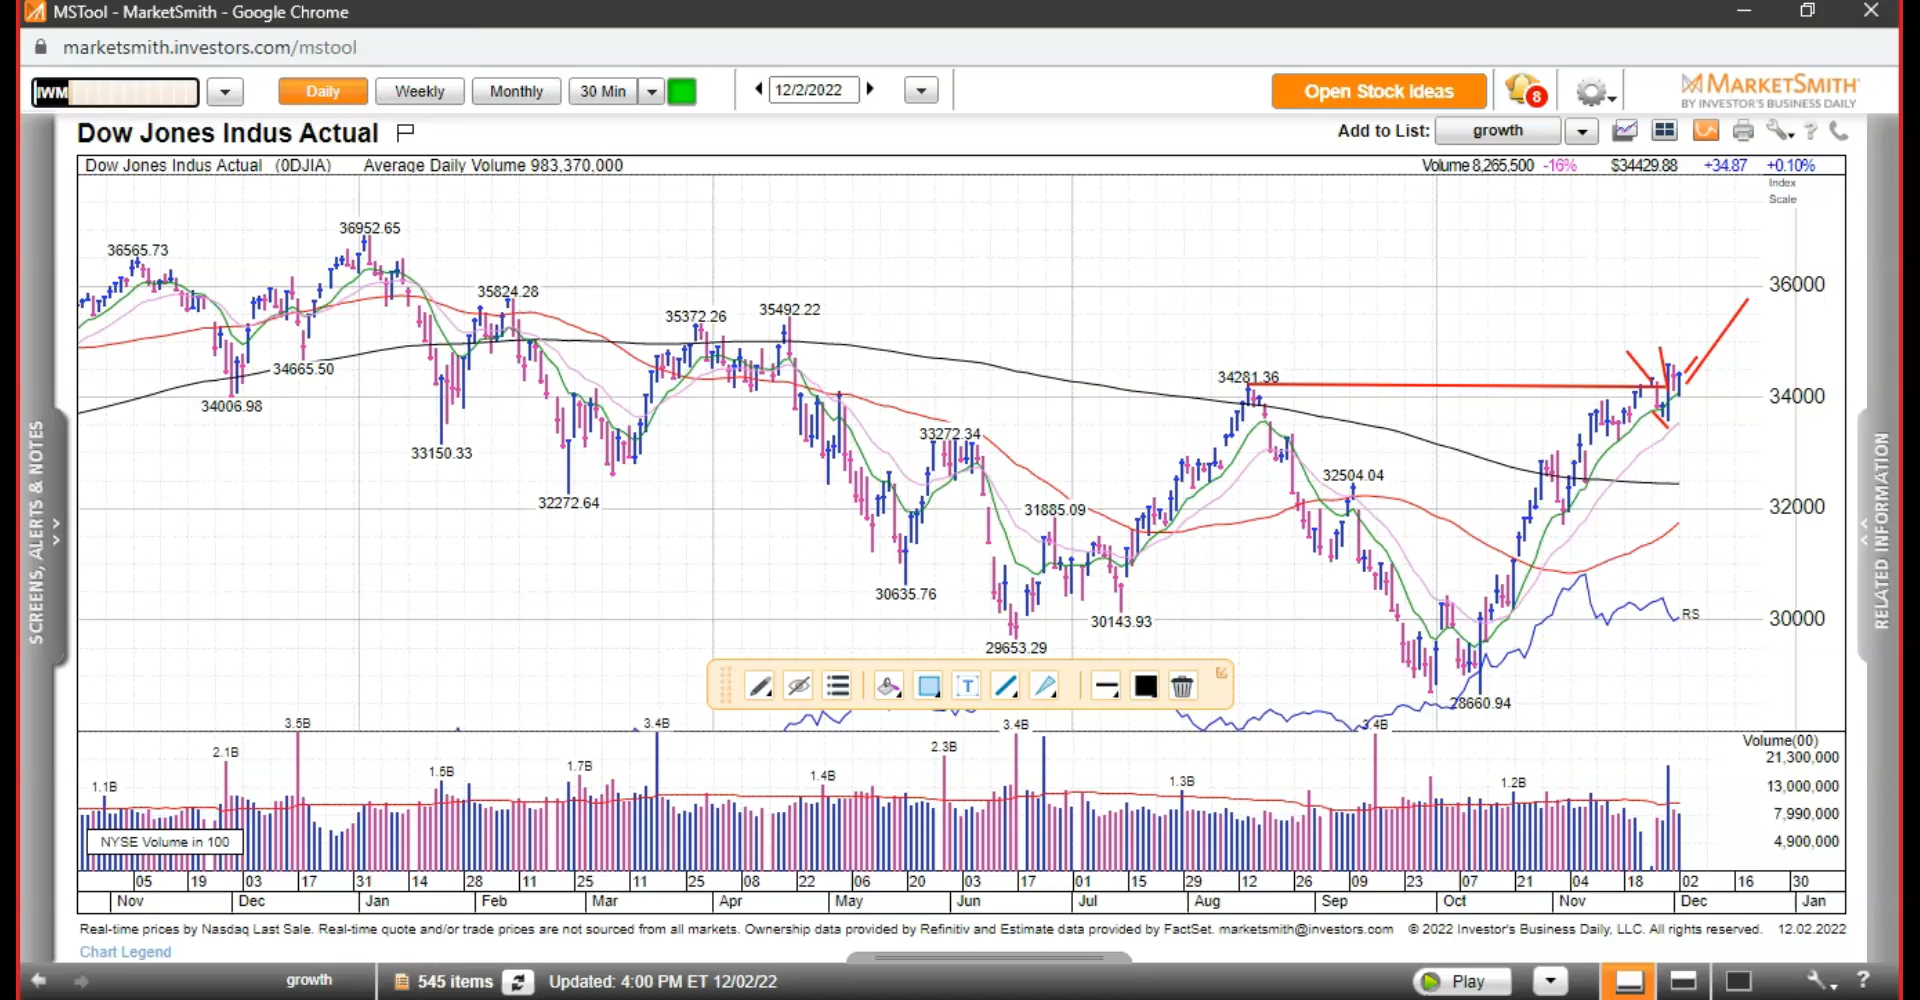 MSTool - MarketSmith - Google Chrome
marketsmith.investors.com/mstool
IWM
Daily
Weekly
Monthly
30 Min
12/2/2022
Open Stock Ideas
8
MARKETSMITH
BY INVESTOR'S BUSINESS DAILY
Dow Jones Indus Actual
Add to List:
growth
Dow Jones Indus Actual (0DJIA) Average Daily Volume 983,370,000
Volume 8,265,500 -16% $34429.88 +34.87 +0.10%
Index
Scale
36952.65
36565.73
35824.28
35372.26
35492.22
36000
34665.50
34006.98
34281.36
34000
33150.33
33272.34
32272.64
32504.04
31885.09
32000
30635.76
30143.93
29653.29
RS
30000
28660.94
T
3.5B
3.4B
3.4B
3.4B
2.1B
2.3B
1.1B
1.5B
1.7B
1.4B
1.3B
1.2B
Volume(00)
21,300,000
13,000,000
7,990,000
4,900,000
NYSE Volume in 100
05 19 03 17 31 14 28 11 25 11 25 08 22 06 20 03 17 01 15 29 12 26 09 23 07 21 04 18 02 16 30
Nov Dec Jan Feb Mar Apr May Jun Jul Aug Sep Oct Nov Dec Jan
Real-time prices by Nasdaq Last Sale. Real-time quote and/or trade prices are not sourced from all markets. Ownership data provided by Refinitiv and Estimate data provided by FactSet. marketsmith@investors.com © 2022 Investor's Business Daily, LLC. All rights reserved. 12.02.2022
Chart Legend
SCREENS, ALERTS & NOTES
RELATED INFORMATION
growth
545 items
Updated: 4:00 PM ET 12/02/22
Play
?